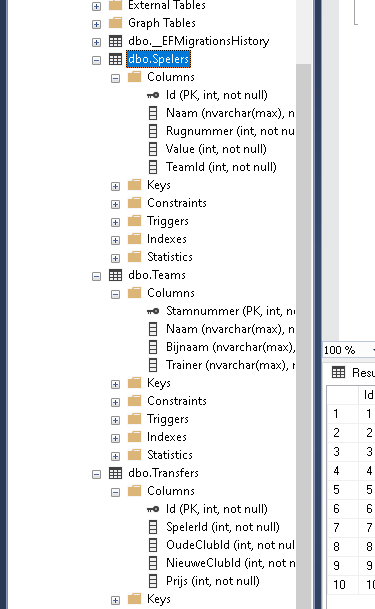 External Tables
Graph Tables
dbo.__EFMigrationsHistory
dbo.Spelers
Columns
Id (PK, int, not null)
Naam (nvarchar(max), n
Rugnummer (int, not nu
Value (int, not null)
TeamId (int, not null)
Keys
Constraints
Triggers
Indexes
Statistics
dbo.Teams
Columns
Stamnummer (PK, int, n
Naam (nvarchar(max), n
Bijnaam (nvarchar(max),
Trainer (nvarchar(max), n
Keys
Constraints
Triggers
Indexes
Statistics
dbo.Transfers
Columns
Id (PK, int, not null)
SpelerId (int, not null)
OudeClubId (int, not nul
NieuweClubId (int, not n
Prijs (int, not null)
Keys
100 %
Resu
Id
1 1
2 2
3 3
4 4
5 5
6 6
7 7
8 8
9 9
10 10